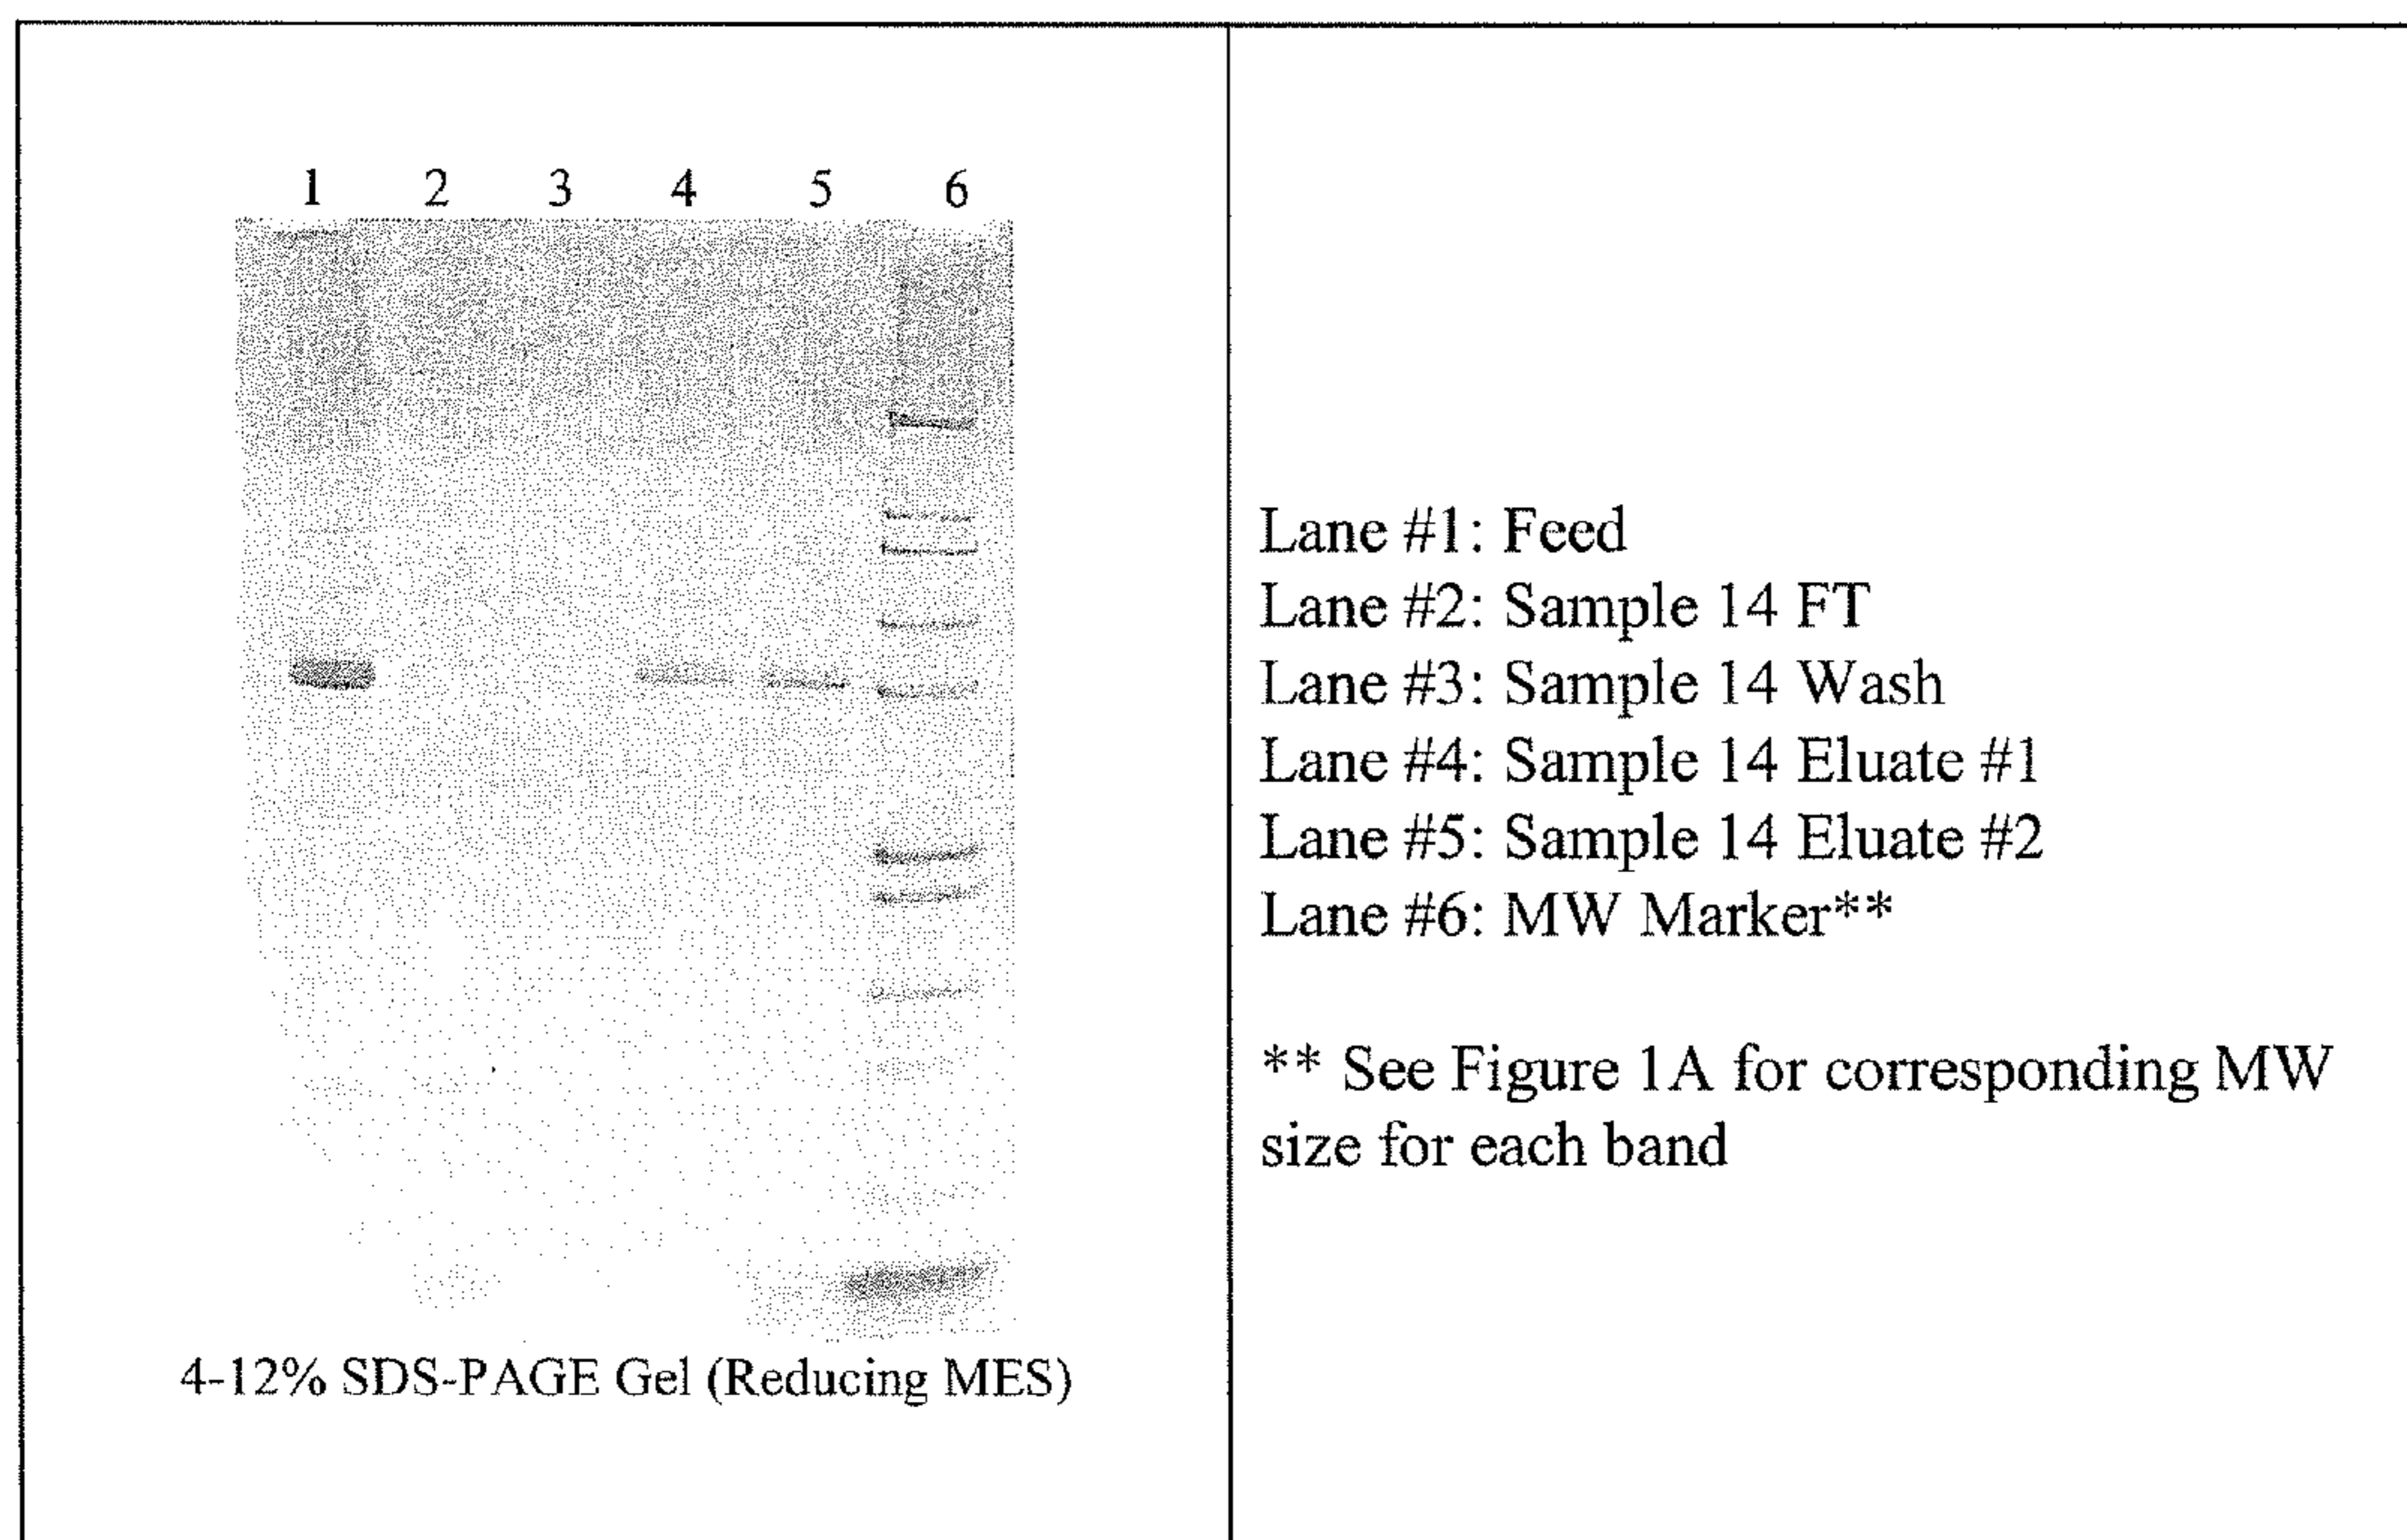 1 2 3 4 5 6
4-12% SDS-PAGE Gel (Reducing MES)
Lane #1: Feed
Lane #2: Sample 14 FT
Lane #3: Sample 14 Wash
Lane #4: Sample 14 Eluate #1
Lane #5: Sample 14 Eluate #2
Lane #6: MW Marker**
** See Figure 1A for corresponding MW
size for each band